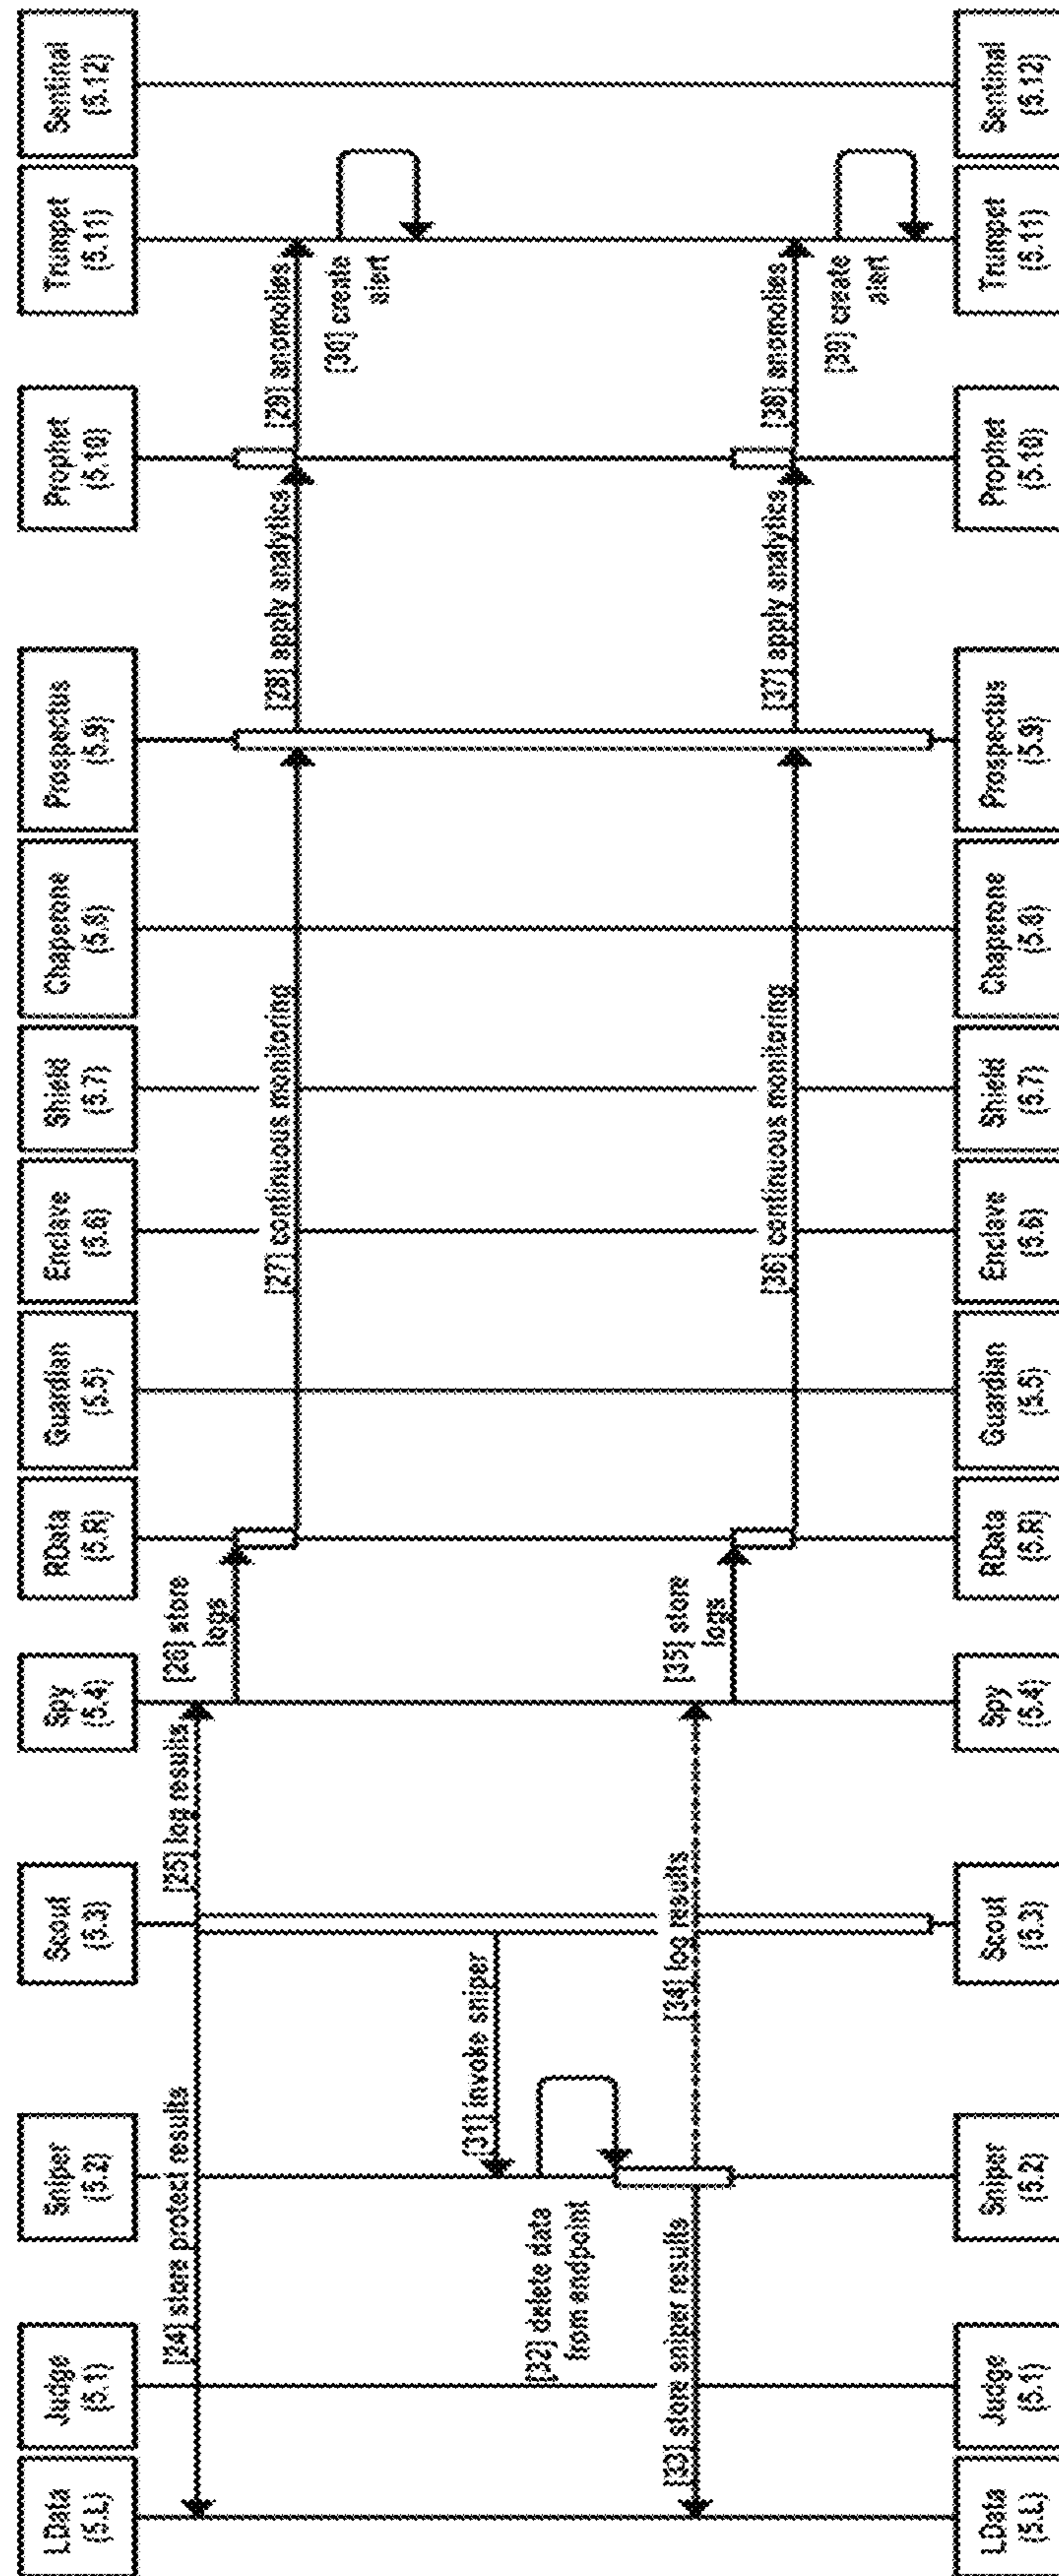 LData
(5.L)
Judge
(5.1)
Sniper
(5.2)
Scout
(5.3)
Spy
(5.4)
RData
(5.R)
Guardian
(5.5)
Enclave
(5.6)
Shield
(5.7)
Chaperone
(5.8)
Prospectus
(5.9)
Prophet
(5.10)
Trumpet
(5.11)
Sentinal
(5.12)
[24] store protect results
[25] log results
[26] store
logs
[27] continuous monitoring
[28] apply analytics
[29] anomolies
[30] create
alert
[31] invoke sniper
[32] delete data
from endpoint
[33] store sniper results
[34] log results
[35] store
logs
[36] continuous monitoring
[37] apply analytics
[38] anomolies
[39] create
alert
LData
(5.L)
Judge
(5.1)
Sniper
(5.2)
Scout
(5.3)
Spy
(5.4)
RData
(5.R)
Guardian
(5.5)
Enclave
(5.6)
Shield
(5.7)
Chaperone
(5.8)
Prospectus
(5.9)
Prophet
(5.10)
Trumpet
(5.11)
Sentinal
(5.12)